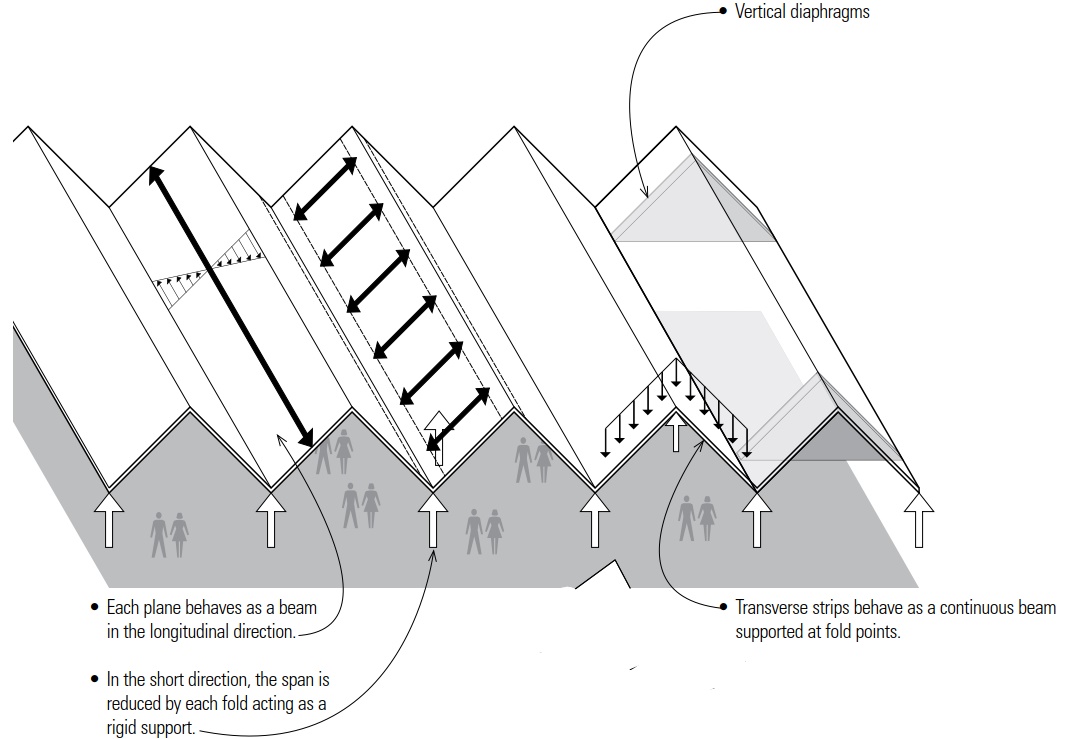 • Vertical diaphragms
• Each plane behaves as a beam
in the longitudinal direction.
• Transverse strips behave as a continuous beam
supported at fold points.
• In the short direction, the span is
reduced by each fold acting as a
rigid support.